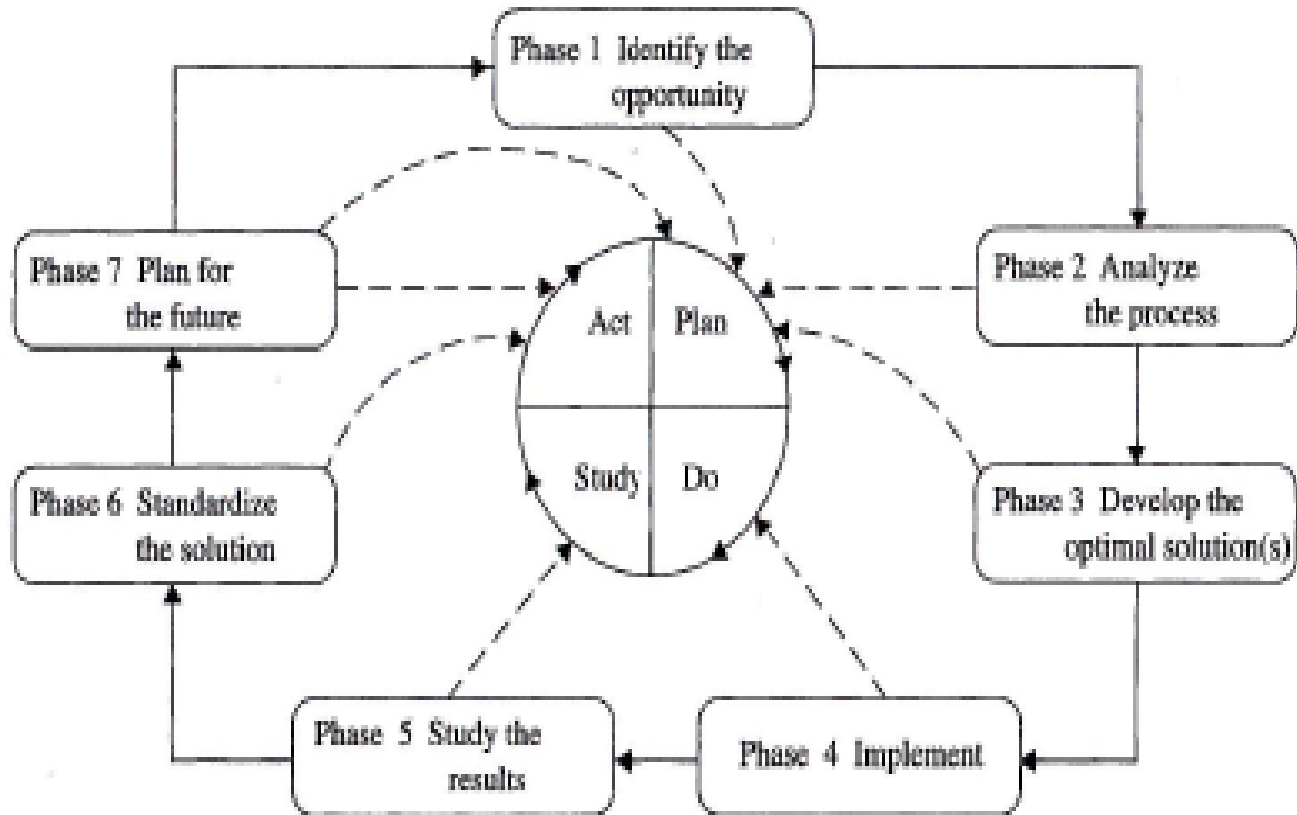 Phase 1 Identify the
opportunity
Phase 7 Plan for
the future
Phase 2 Analyze
the process
Act
Plan
Study
Do
Phase 6 Standardize
the solution
Phase 3 Develop the
optimal solution(s)
Phase 5 Study the
results
Phase 4 Implement